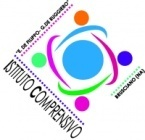 "E. DE FILIPPO - G. DE RUGGIERO"
ISTITUTO COMPRENSIVO
BRUSCIANO (NA)